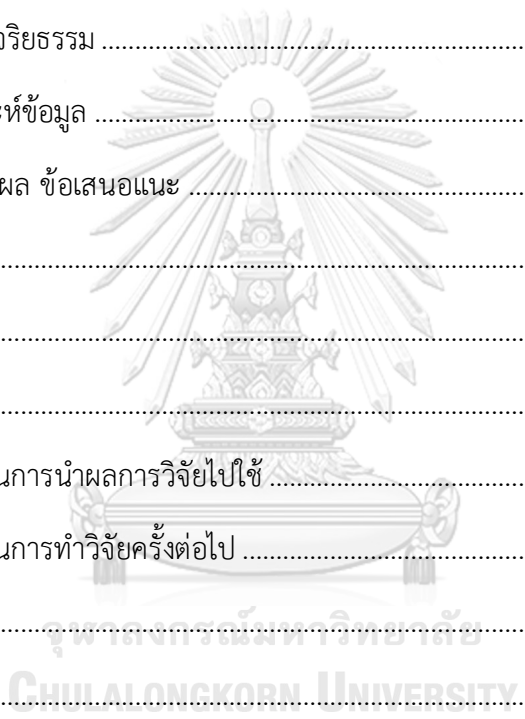 จริยธรรม ........................................................
ะห์ข้อมูล ........................................................
ผล ข้อเสนอแนะ ........................................................
........................................................
........................................................
........................................................
นการนำผลการวิจัยไปใช้ ........................................................
นการทำวิจัยครั้งต่อไป ........................................................
........................................................
จุฬาลงกรณ์มหาวิทยาลัย
........................................................
CHULALONGKORN UNIVERSITY